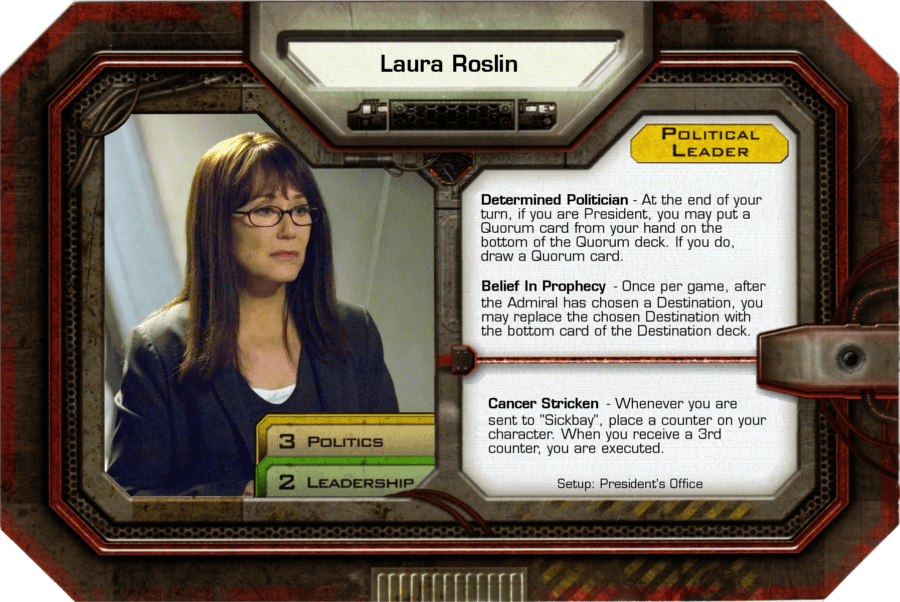 Laura Roslin
POLITICAL
LEADER
Determined Politician - At the end of your
turn, if you are President, you may put a
Quorum card from your hand on the
bottom of the Quorum deck. If you do,
draw a Quorum card.
Belief In Prophecy - Once per game, after
the Admiral has chosen a Destination, you
may replace the chosen Destination with
the bottom card of the Destination deck.
Cancer Stricken - Whenever you are
sent to "Sickbay", place a counter on your
character. When you receive a 3rd
counter, you are executed.
Setup: President's Office
3 POLITICS
2 LEADERSHIP